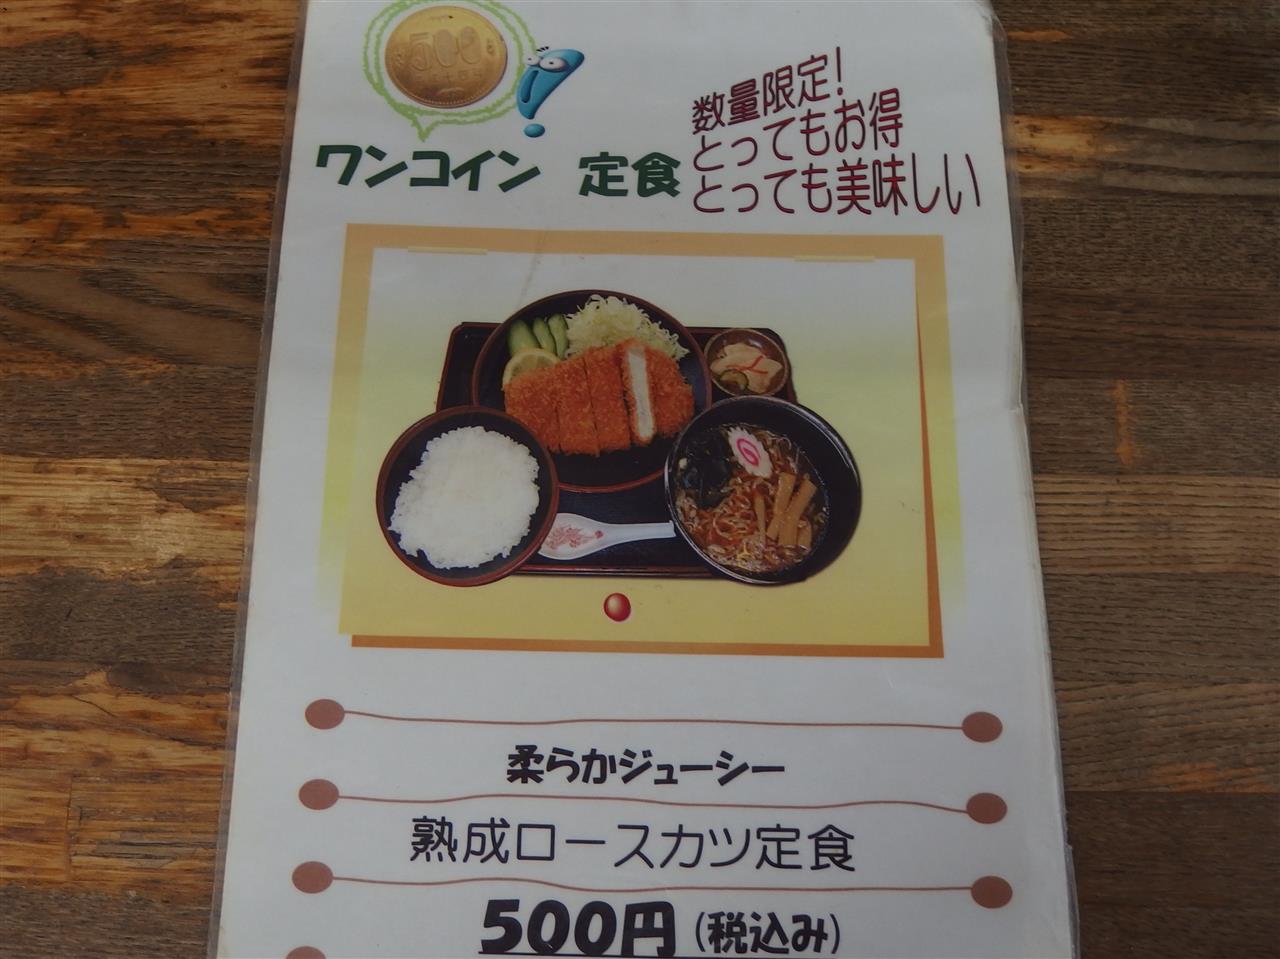 500
ワンコイン 定食
数量限定!
とってもお得
とっても美味しい
柔らかジューシー
熟成ロースカツ定食
500円(税込み)